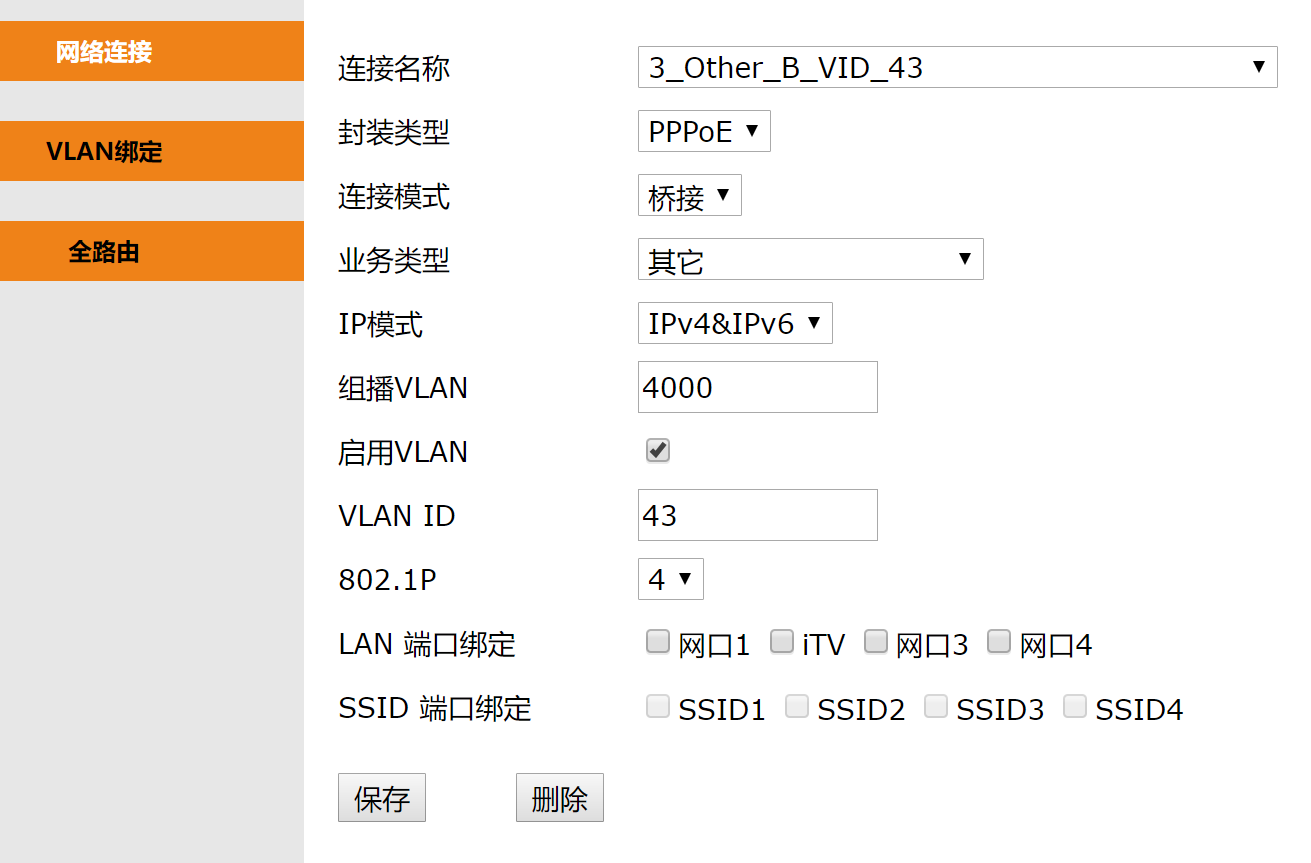 网络连接
VLAN绑定
全路由
连接名称 3_Other_B_VID_43
封装类型 PPPoE
连接模式 桥接
业务类型 其它
IP模式 IPv4&IPv6
组播VLAN 4000
启用VLAN
VLAN ID 43
802.1P 4
LAN 端口绑定 网口1 iTV 网口3 网口4
SSID 端口绑定 SSID1 SSID2 SSID3 SSID4
保存 删除